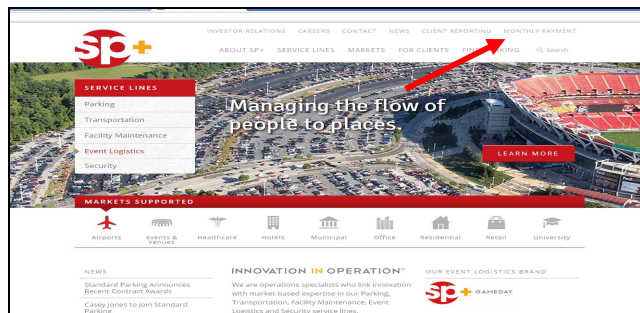 INVESTOR RELATIONS CAREERS CONTACT NEWS CLIENT REPORTING MONTHLY PAYMENT
sp+
ABOUT SP+ SERVICE LINES MARKETS FOR CLIENTS Search
SERVICE LINES
Parking
Transportation
Facility Maintenance
Event Logistics
Security
Managing the flow of
people to places.
LEARN MORE
MARKETS SUPPORTED
Airports Events & Venues Healthcare Hotels Municipal Office Residential Retail University
NEWS
Standard Parking Announces
Recent Contract Awards
Casey Jones to Join Standard
Parking
INNOVATION IN OPERATION™
We are operations specialists who link innovation
with market-based expertise in our Parking,
Transportation, Facility Maintenance, Event
Logistics and Security service lines.
OUR EVENT LOGISTICS BRAND
sp+ GAMEDAY